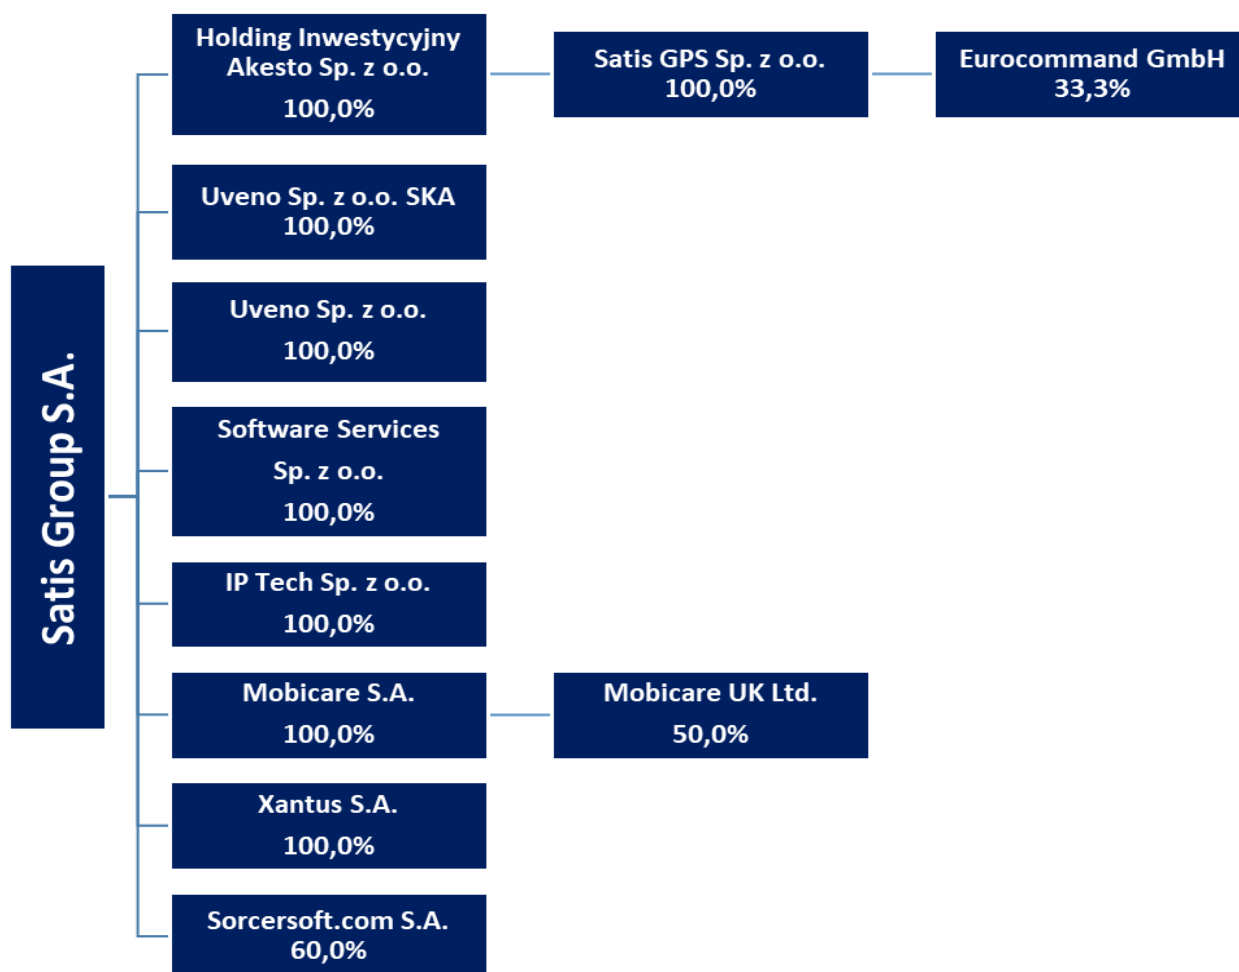 Satis Group S.A.
Holding Inwestycyjny
Akesto Sp. z o.o.
100,0%
Satis GPS Sp. z o.o.
100,0%
Eurocommand GmbH
33,3%
Uveno Sp. z o.o. SKA
100,0%
Uveno Sp. z o.o.
100,0%
Software Services
Sp. z o.o.
100,0%
IP Tech Sp. z o.o.
100,0%
Mobicare S.A.
100,0%
Mobicare UK Ltd.
50,0%
Xantus S.A.
100,0%
Sorcersoft.com S.A.
60,0%